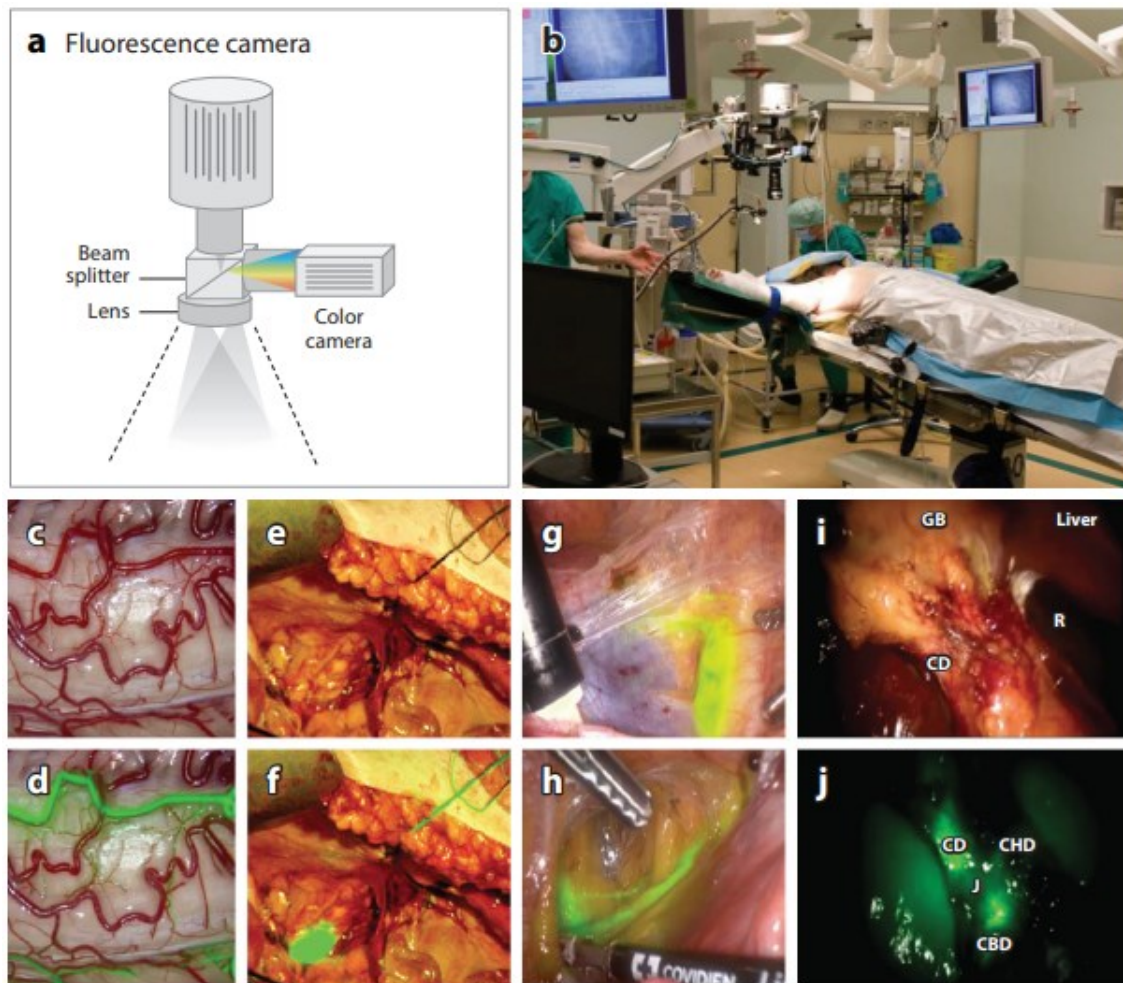 a Fluorescence camera
Beam
splitter
Lens
Color
camera
b
c
e
g
i
GB
Liver
R
CD
d
f
h
COVIDIEN
j
CD
CHD
J
CBD